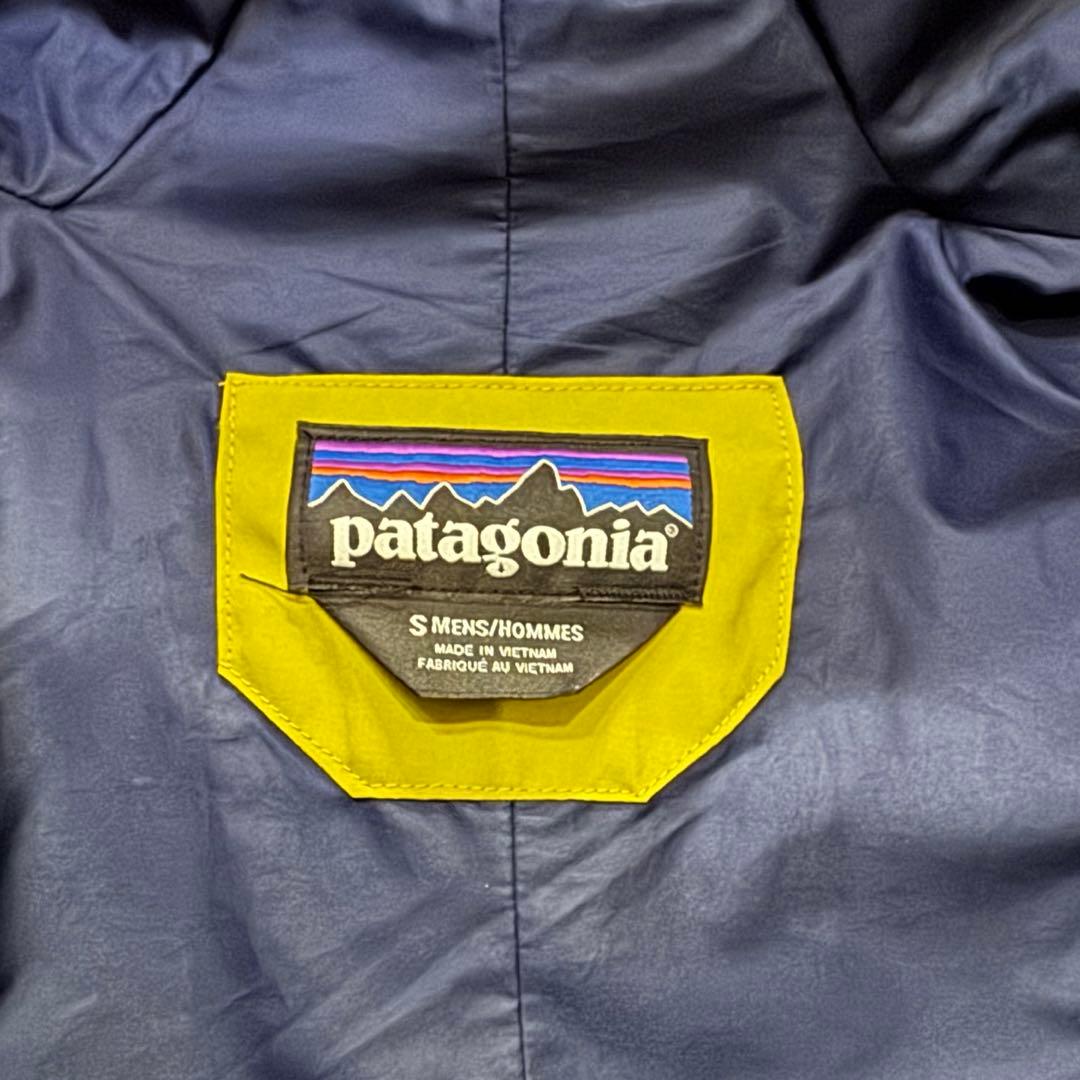 patagonia®
S MENS/HOMMES
MADE IN VIETNAM
FABRIQUÉ AU VIETNAM